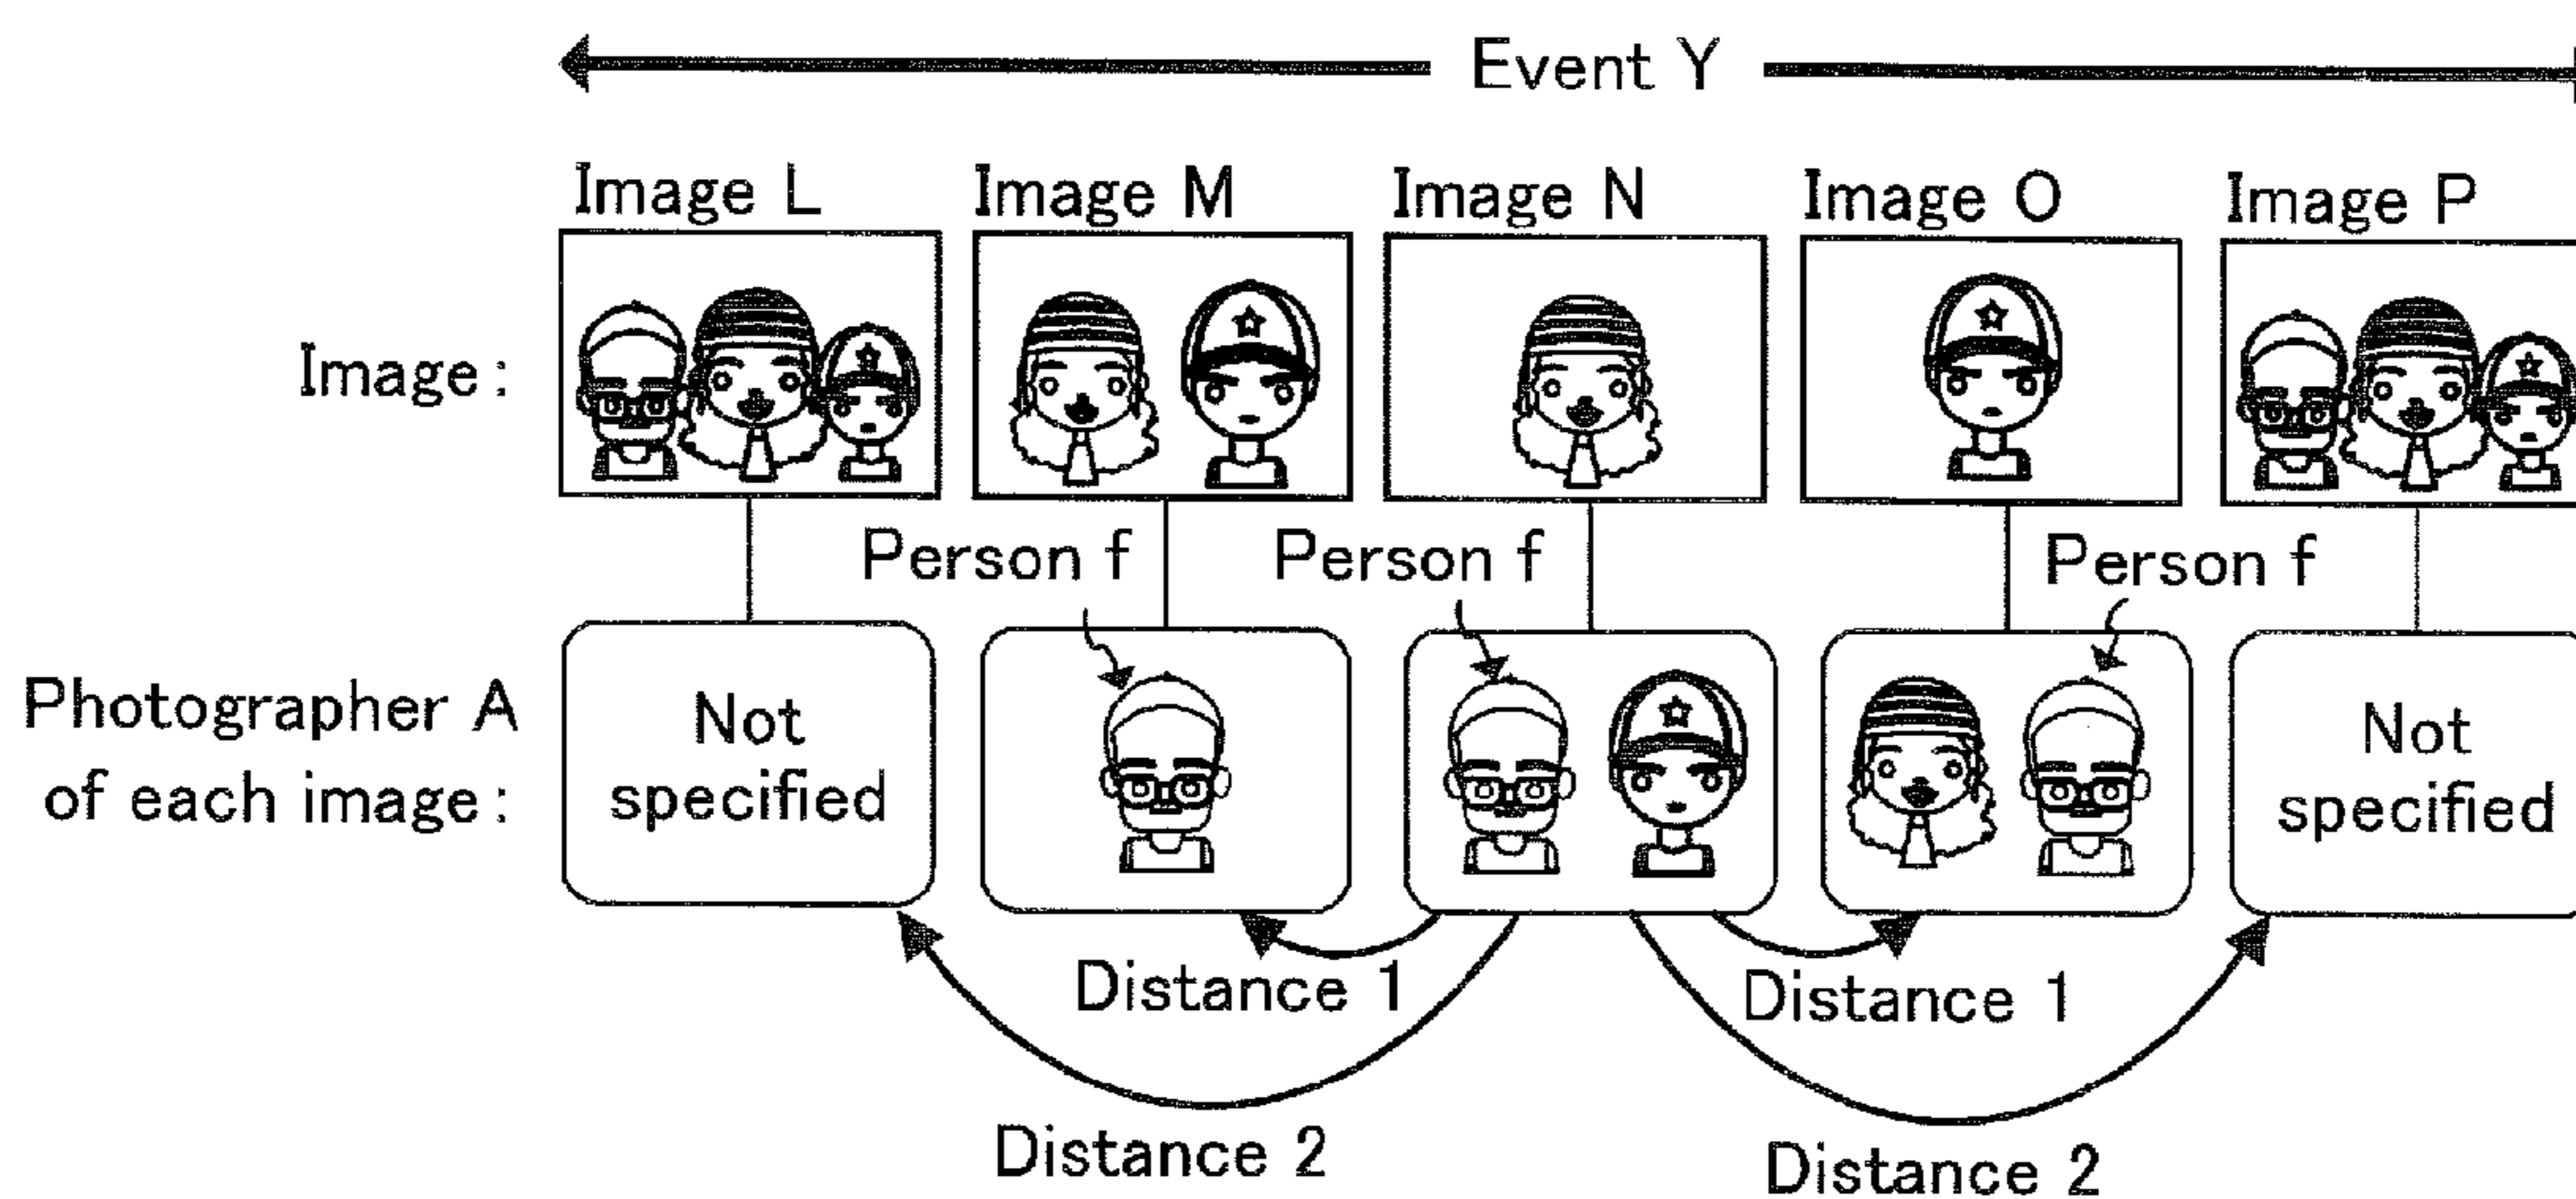 Event Y
Image L Image M Image N Image O Image P
Image :
Person f Person f Person f
Photographer A
of each image :
Not
specified
Not
specified
Distance 1 Distance 1
Distance 2 Distance 2